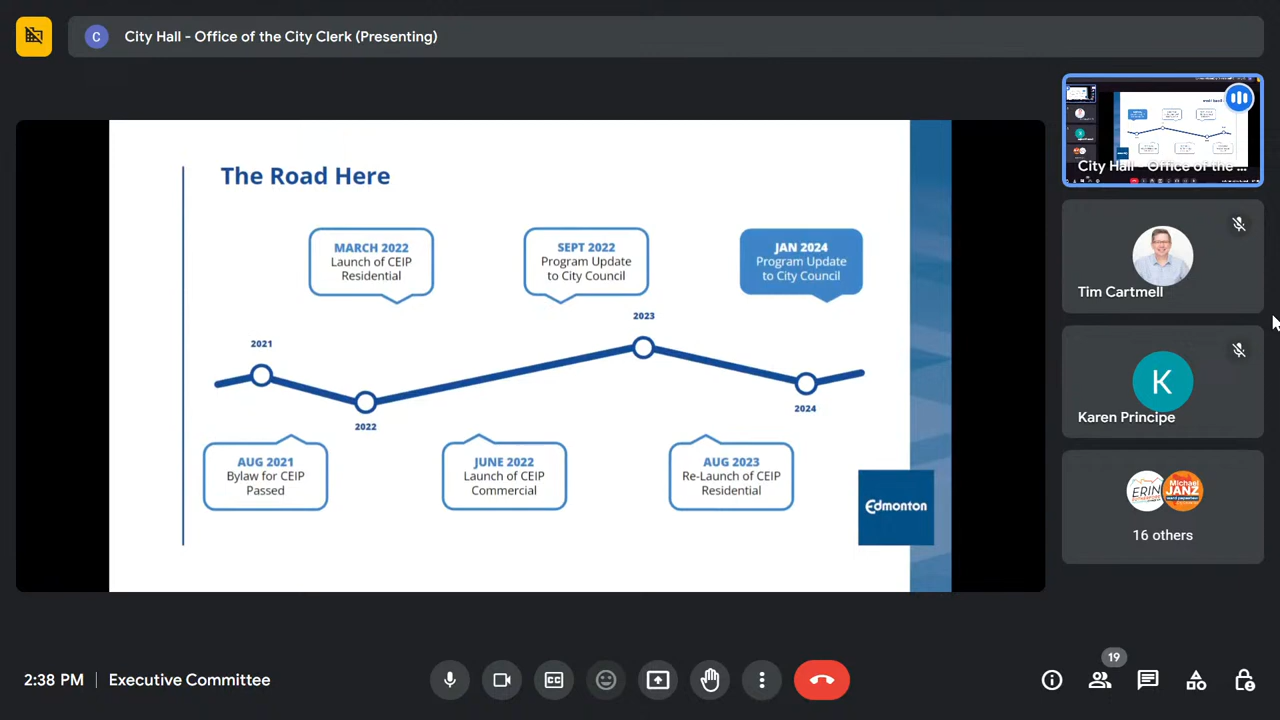 C
City Hall - Office of the City Clerk (Presenting)
The Road Here
MARCH 2022
Launch of CEIP
Residential
SEPT 2022
Program Update
to City Council
JAN 2024
Program Update
to City Council
2021
2022
2023
2024
AUG 2021
Bylaw for CEIP
Passed
JUNE 2022
Launch of CEIP
Commercial
AUG 2023
Re-Launch of CEIP
Residential
Edmonton
City Hall - Office of the ...
Tim Cartmell
K
Karen Principe
ERIN
Michael
JANZ
16 others
2:38 PM
Executive Committee
CC
19